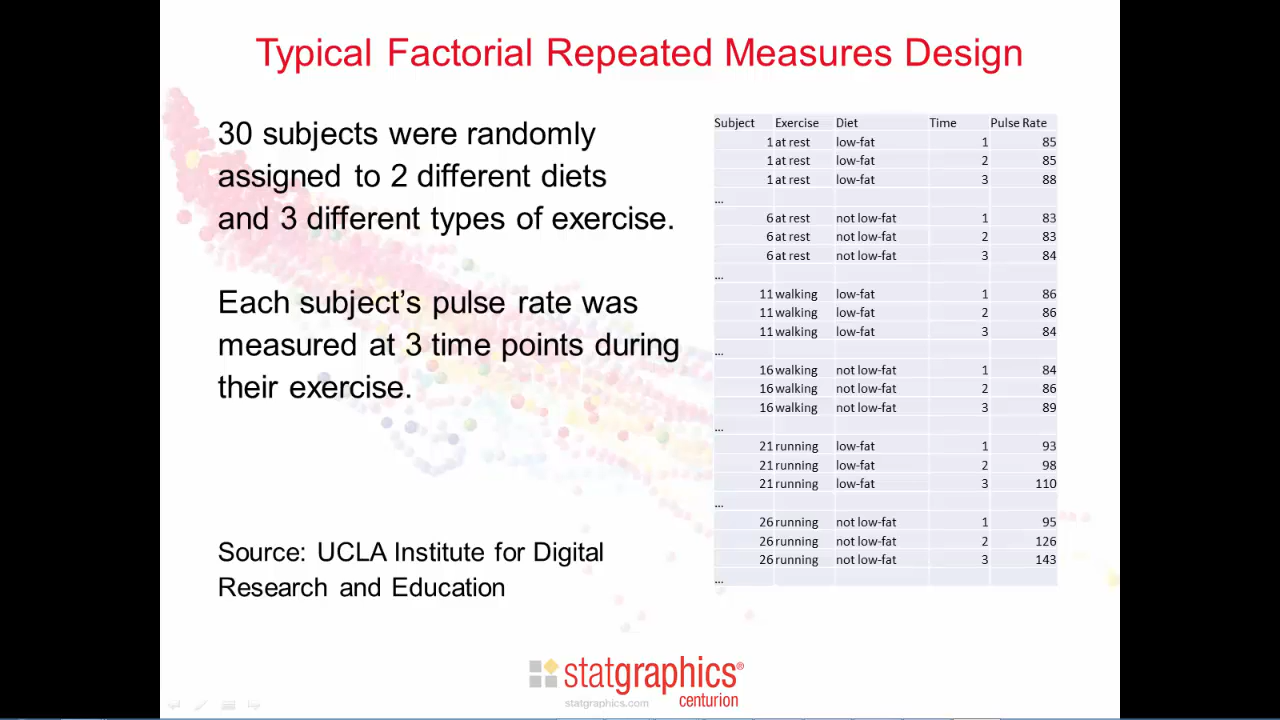 Typical Factorial Repeated Measures Design
30 subjects were randomly
assigned to 2 different diets
and 3 different types of exercise.
Each subject's pulse rate was
measured at 3 time points during
their exercise.
Source: UCLA Institute for Digital
Research and Education
Subject Exercise Diet Time Pulse Rate
1 at rest low-fat 1 85
1 at rest low-fat 2 85
1 at rest low-fat 3 88
...
6 at rest not low-fat 1 83
6 at rest not low-fat 2 83
6 at rest not low-fat 3 84
...
11 walking low-fat 1 86
11 walking low-fat 2 86
11 walking low-fat 3 84
...
16 walking not low-fat 1 84
16 walking not low-fat 2 86
16 walking not low-fat 3 89
...
21 running low-fat 1 93
21 running low-fat 2 98
21 running low-fat 3 110
...
26 running not low-fat 1 95
26 running not low-fat 2 126
26 running not low-fat 3 143
...
statgraphics®
statgraphics.com centurion